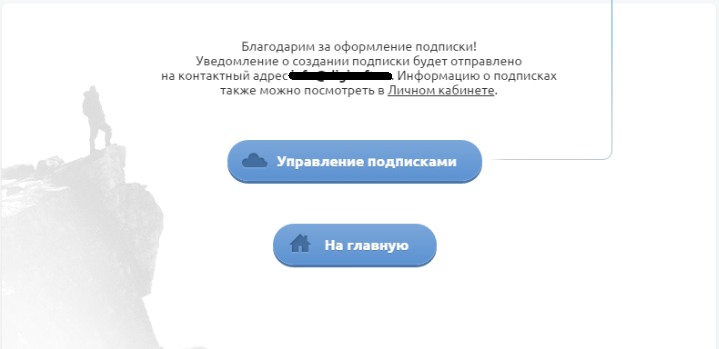 Благодарим за оформление подписки!
Уведомление о создании подписки будет отправлено
на контактный адрес . Информацию о подписках
также можно посмотреть в Личном кабинете.
Управление подписками
На главную